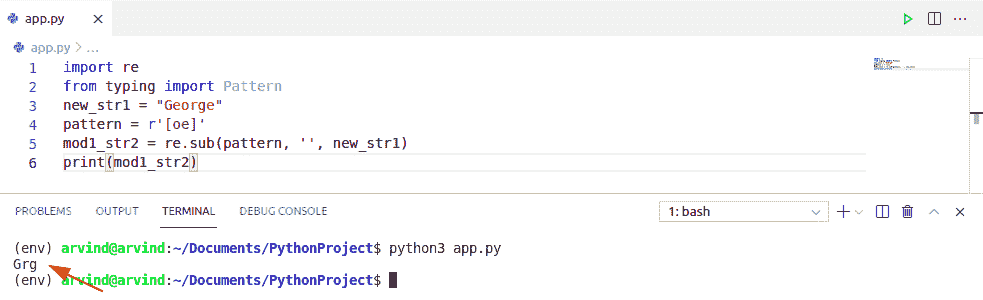 app.py
app.py > ...
1 import re
2 from typing import Pattern
3 new_str1 = "George"
4 pattern = r'[oe]'
5 mod1_str2 = re.sub(pattern, '', new_str1)
6 print(mod1_str2)
PROBLEMS OUTPUT TERMINAL DEBUG CONSOLE 1: bash
(env) arvind@arvind:~/Documents/PythonProject$ python3 app.py
Grg
(env) arvind@arvind:~/Documents/PythonProject$